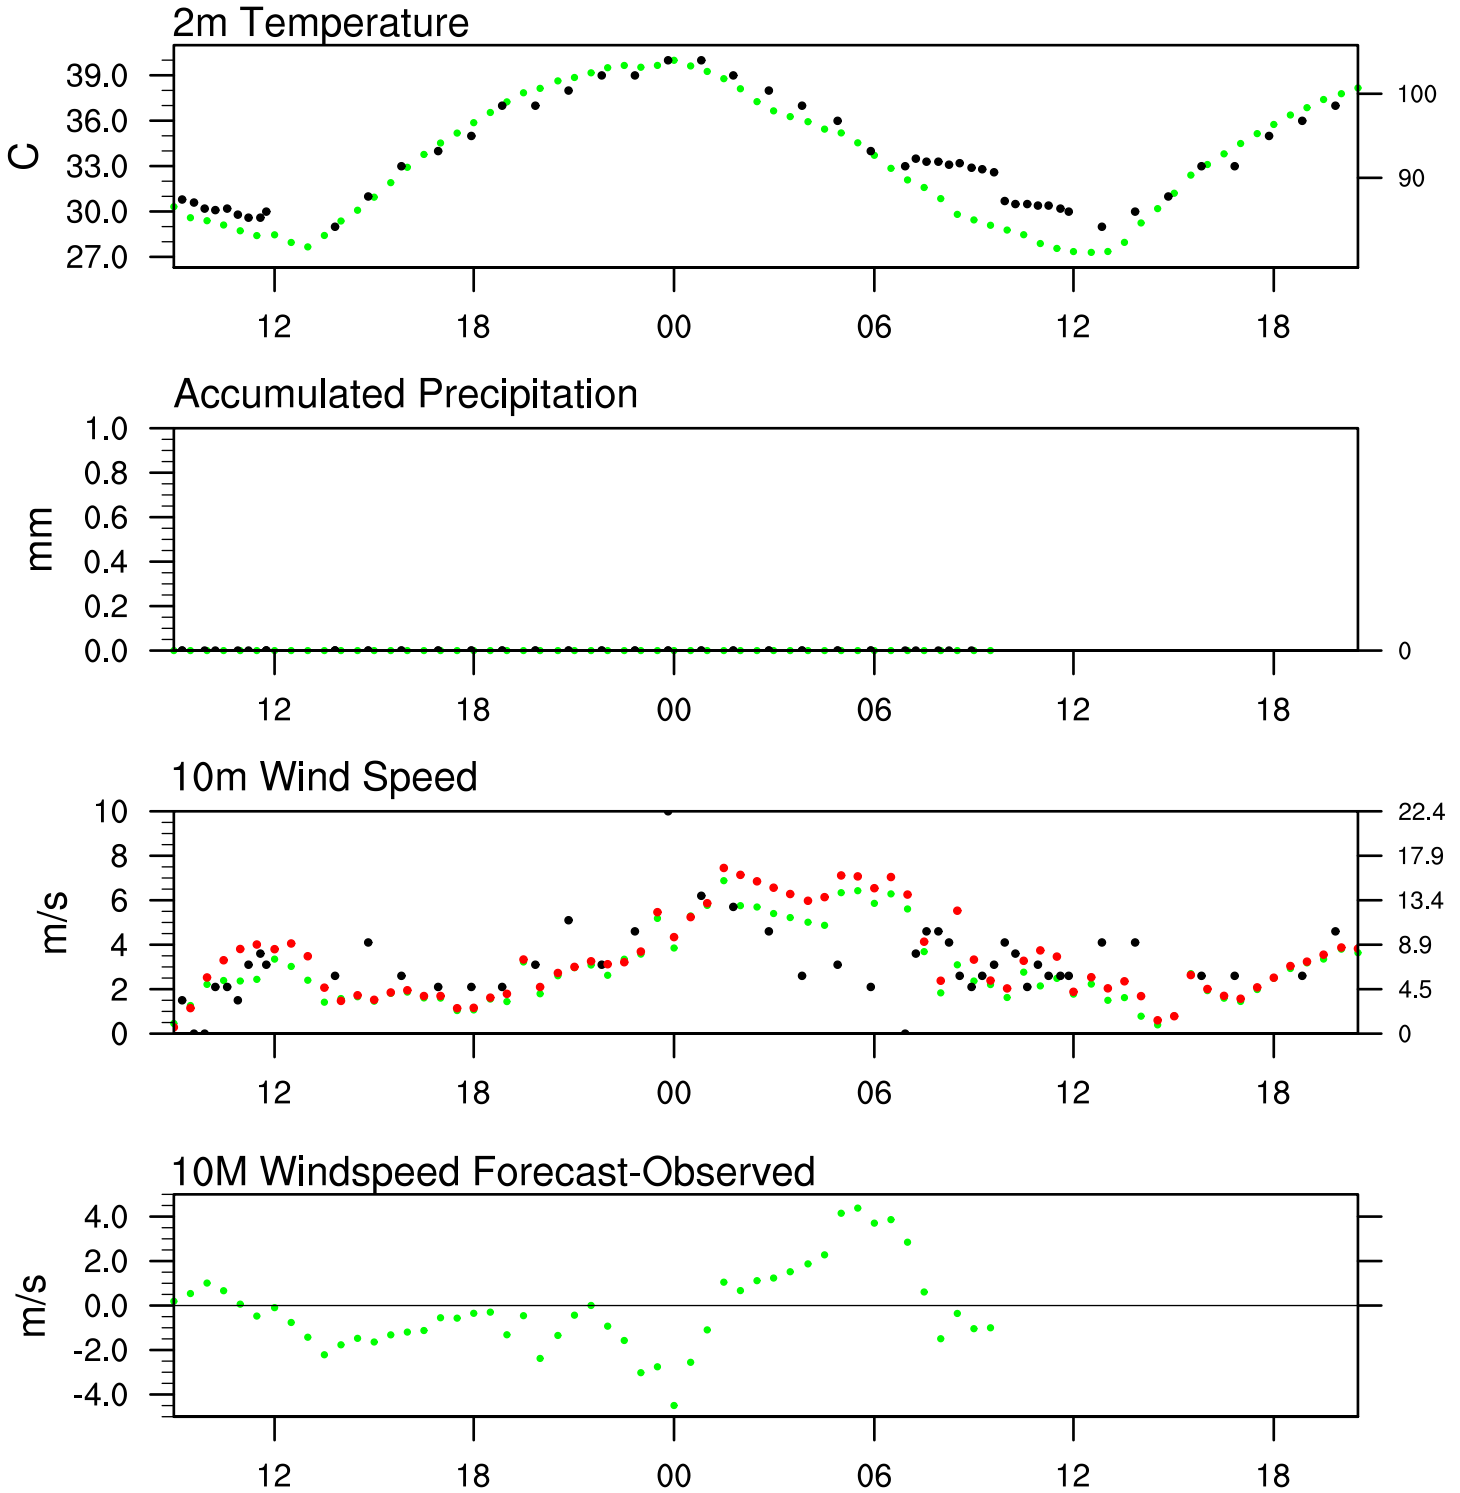 2m Temperature
39.0
36.0
33.0
30.0
27.0
C
100
90
12 18 00 06 12 18
Accumulated Precipitation
1.0
0.8
0.6
0.4
0.2
0.0
mm
0
12 18 00 06 12 18
10m Wind Speed
10
8
6
4
2
0
m/s
22.4
17.9
13.4
8.9
4.5
0
12 18 00 06 12 18
10M Windspeed Forecast-Observed
4.0
2.0
0.0
-2.0
-4.0
m/s
12 18 00 06 12 18